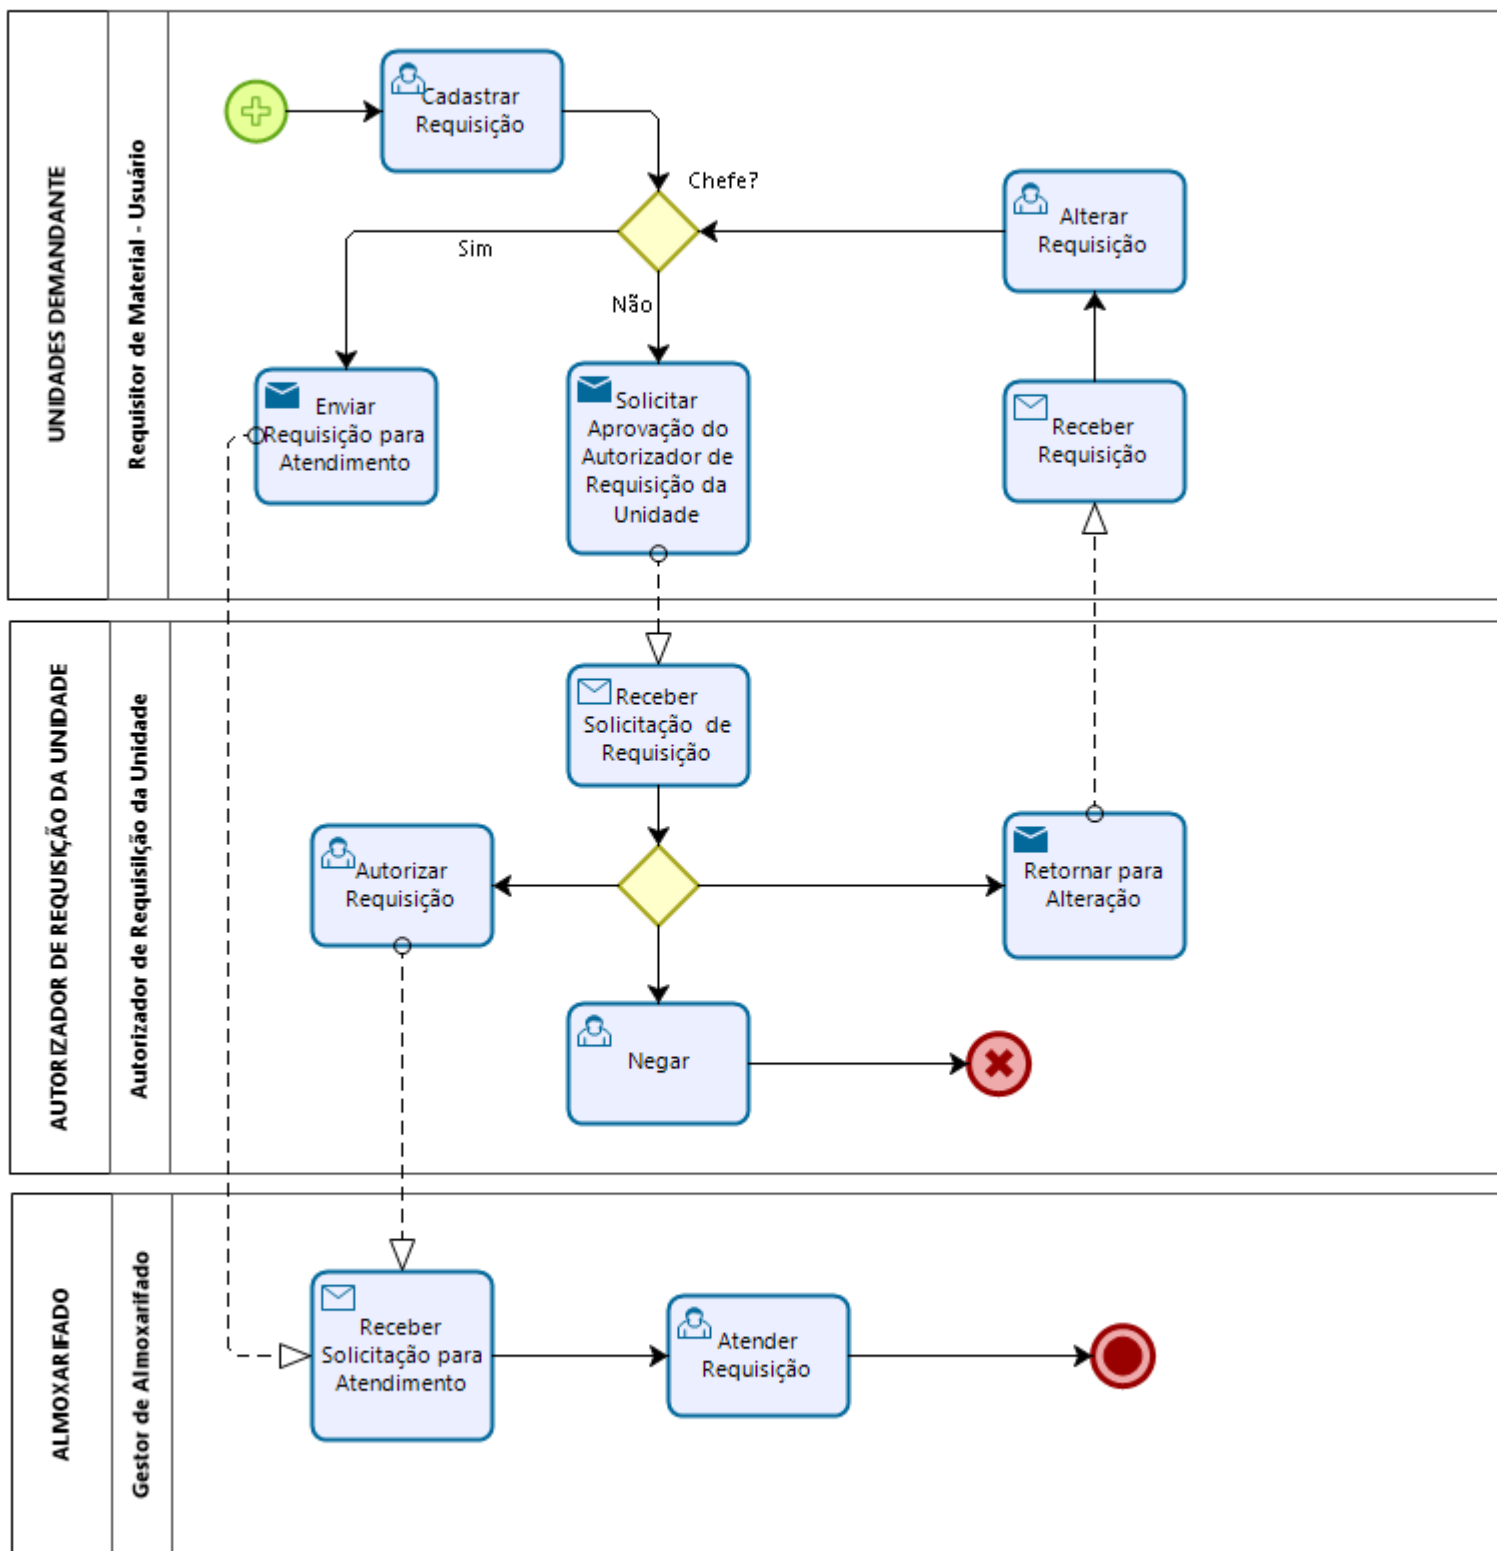 UNIDADES DEMANDANTE
Requisitor de Material - Usuário
Cadastrar
Requisição
Chefe?
Sim
Não
Alterar
Requisição
Enviar
Requisição para
Atendimento
Solicitar
Aprovação do
Autorizador de
Requisição da
Unidade
Receber
Requisição
AUTORIZADOR DE REQUISIÇÃO DA UNIDADE
Autorizador de Requisilção da Unidade
Receber
Solicitação de
Requisição
Autorizar
Requisição
Retornar para
Alteração
Negar
ALMOXARIFADO
Gestor de Almoxarifado
Receber
Solicitação para
Atendimento
Atender
Requisição